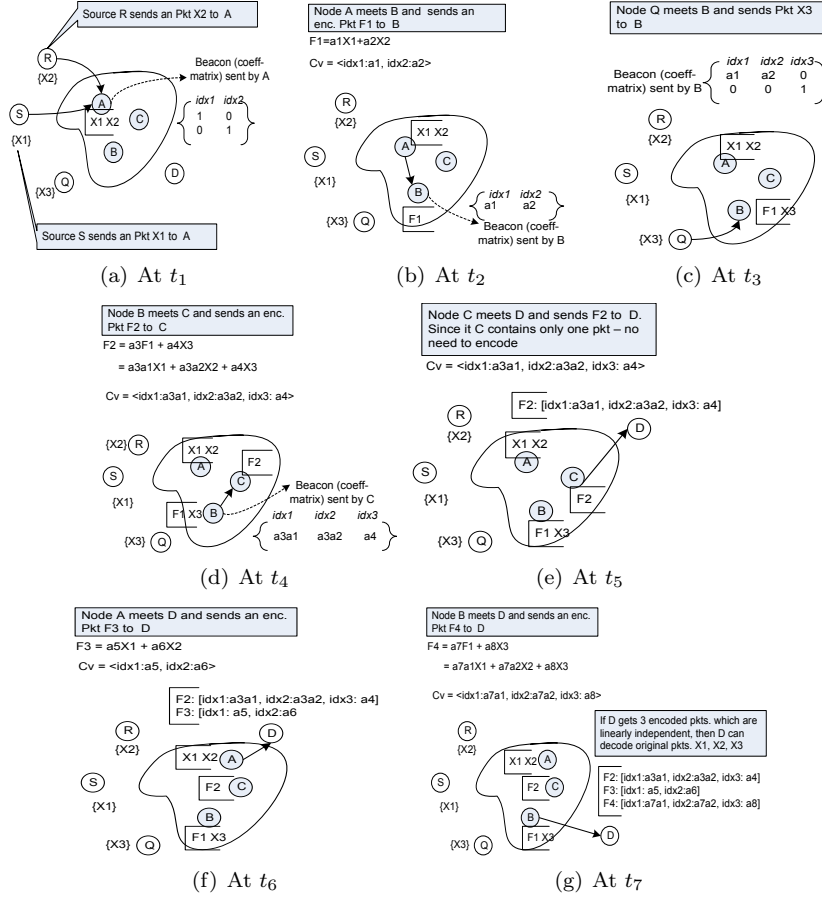 Source R sends an Pkt X2 to A
R
{X2}
Beacon (coeff-
matrix) sent by A
S
A
idx1 idx2
X1 X2
C
1 0
0 1
{X1}
B
{X3} Q
D
Source S sends an Pkt X1 to A
(a) At t1
Node A meets B and sends an
enc. Pkt F1 to B
F1=a1X1+a2X2
Cv = <idx1:a1, idx2:a2>
R
{X2}
X1 X2
S
A
C
{X1}
B
idx1 idx2
a1 a2
{X3} Q
F1
Beacon (coeff-
matrix) sent by B
(b) At t2
Node Q meets B and sends Pkt X3
to B
idx1 idx2 idx3
Beacon (coeff-
matrix) sent by B
a1 a2 0
0 0 1
R
{X2}
X1 X2
S
A
C
{X1}
B
F1 X3
{X3} Q
(c) At t3
Node B meets C and sends an enc.
Pkt F2 to C
F2 = a3F1 + a4X3
= a3a1X1 + a3a2X2 + a4X3
Cv = <idx1:a3a1, idx2:a3a2, idx3: a4>
{X2} R
X1 X2
F2
S
A
C
{X1}
Beacon (coeff-
matrix) sent by C
F1 X3
B
idx1 idx2 idx3
a3a1 a3a2 a4
{X3} Q
(d) At t4
Node C meets D and sends F2 to D.
Since it C contains only one pkt – no
need to encode
Cv = <idx1:a3a1, idx2:a3a2, idx3: a4>
F2: [idx1:a3a1, idx2:a3a2, idx3: a4]
R
{X2}
D
X1 X2
S
A
C
{X1}
F2
B
F1 X3
{X3} Q
(e) At t5
Node A meets D and sends an enc.
Pkt F3 to D
F3 = a5X1 + a6X2
Cv = <idx1:a5, idx2:a6>
F2: [idx1:a3a1, idx2:a3a2, idx3: a4]
F3: [idx1: a5, idx2:a6
R
{X2}
D
X1 X2
A
S
F2
C
{X1}
B
F1 X3
{X3} Q
(f) At t6
Node B meets D and sends an enc.
Pkt F4 to D
F4 = a7F1 + a8X3
= a7a1X1 + a7a2X2 + a8X3
Cv = <idx1:a7a1, idx2:a7a2, idx3: a8>
If D gets 3 encoded pkts. which are
linearly independent, then D can
decode original pkts. X1, X2, X3
R
{X2}
X1 X2
A
S
F2
C
{X1}
F2: [idx1:a3a1, idx2:a3a2, idx3: a4]
F3: [idx1: a5, idx2:a6]
F4: [idx1:a7a1, idx2:a7a2, idx3: a8]
B
F1 X3
D
{X3} Q
(g) At t7